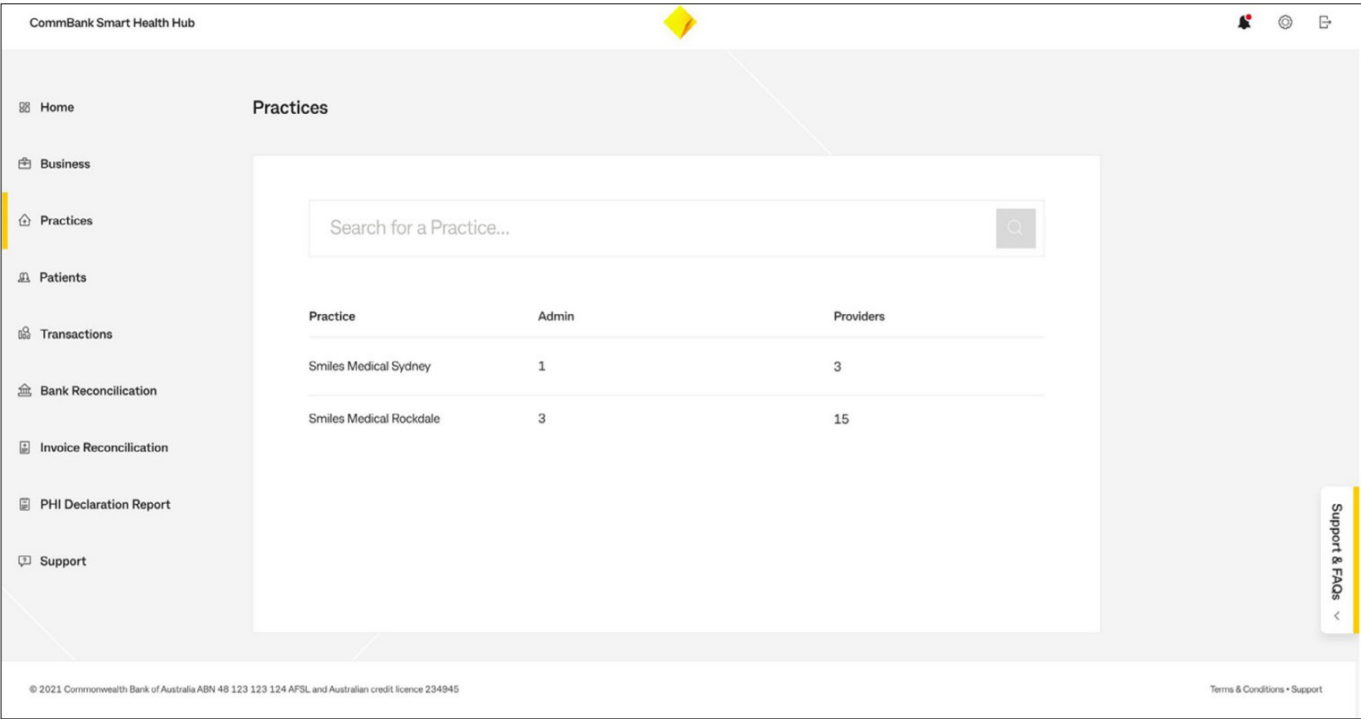 CommBank Smart Health Hub
Home
Business
Practices
Patients
Transactions
Bank Reconcilication
Invoice Reconcilication
PHI Declaration Report
Support
Practices
Search for a Practice...
Practice Admin Providers
Smiles Medical Sydney 1 3
Smiles Medical Rockdale 3 15
Support & FAQs
© 2021 Commonwealth Bank of Australia ABN 48 123 123 124 AFSL and Australian credit licence 234945
Terms & Conditions • Support